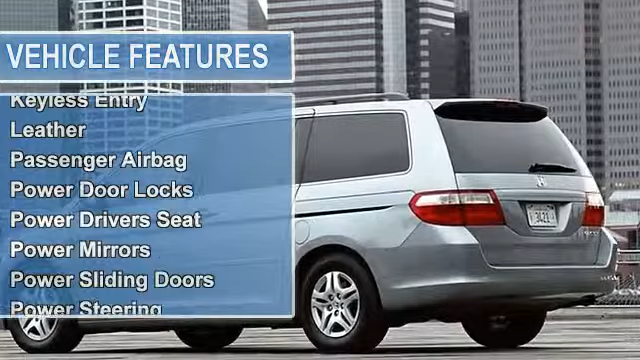 VEHICLE FEATURES
Keyless Entry
Leather
Passenger Airbag
Power Door Locks
Power Drivers Seat
Power Mirrors
Power Sliding Doors
Power Steering